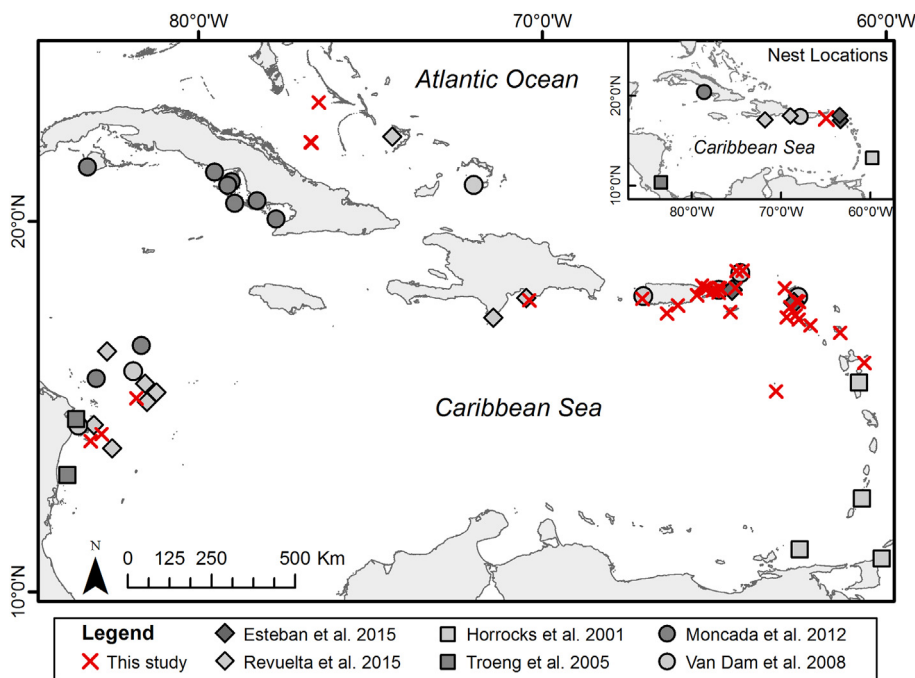 80°0'W 70°0'W 60°0'W
Atlantic Ocean
Nest Locations
20°0'N
Caribbean Sea
10°0'N
80°0'W 70°0'W 60°0'W
20°0'N
Caribbean Sea
N
0 125 250 500 Km
10°0'N
Legend
This study
Esteban et al. 2015
Revuelta et al. 2015
Horrocks et al. 2001
Troeng et al. 2005
Moncada et al. 2012
Van Dam et al. 2008